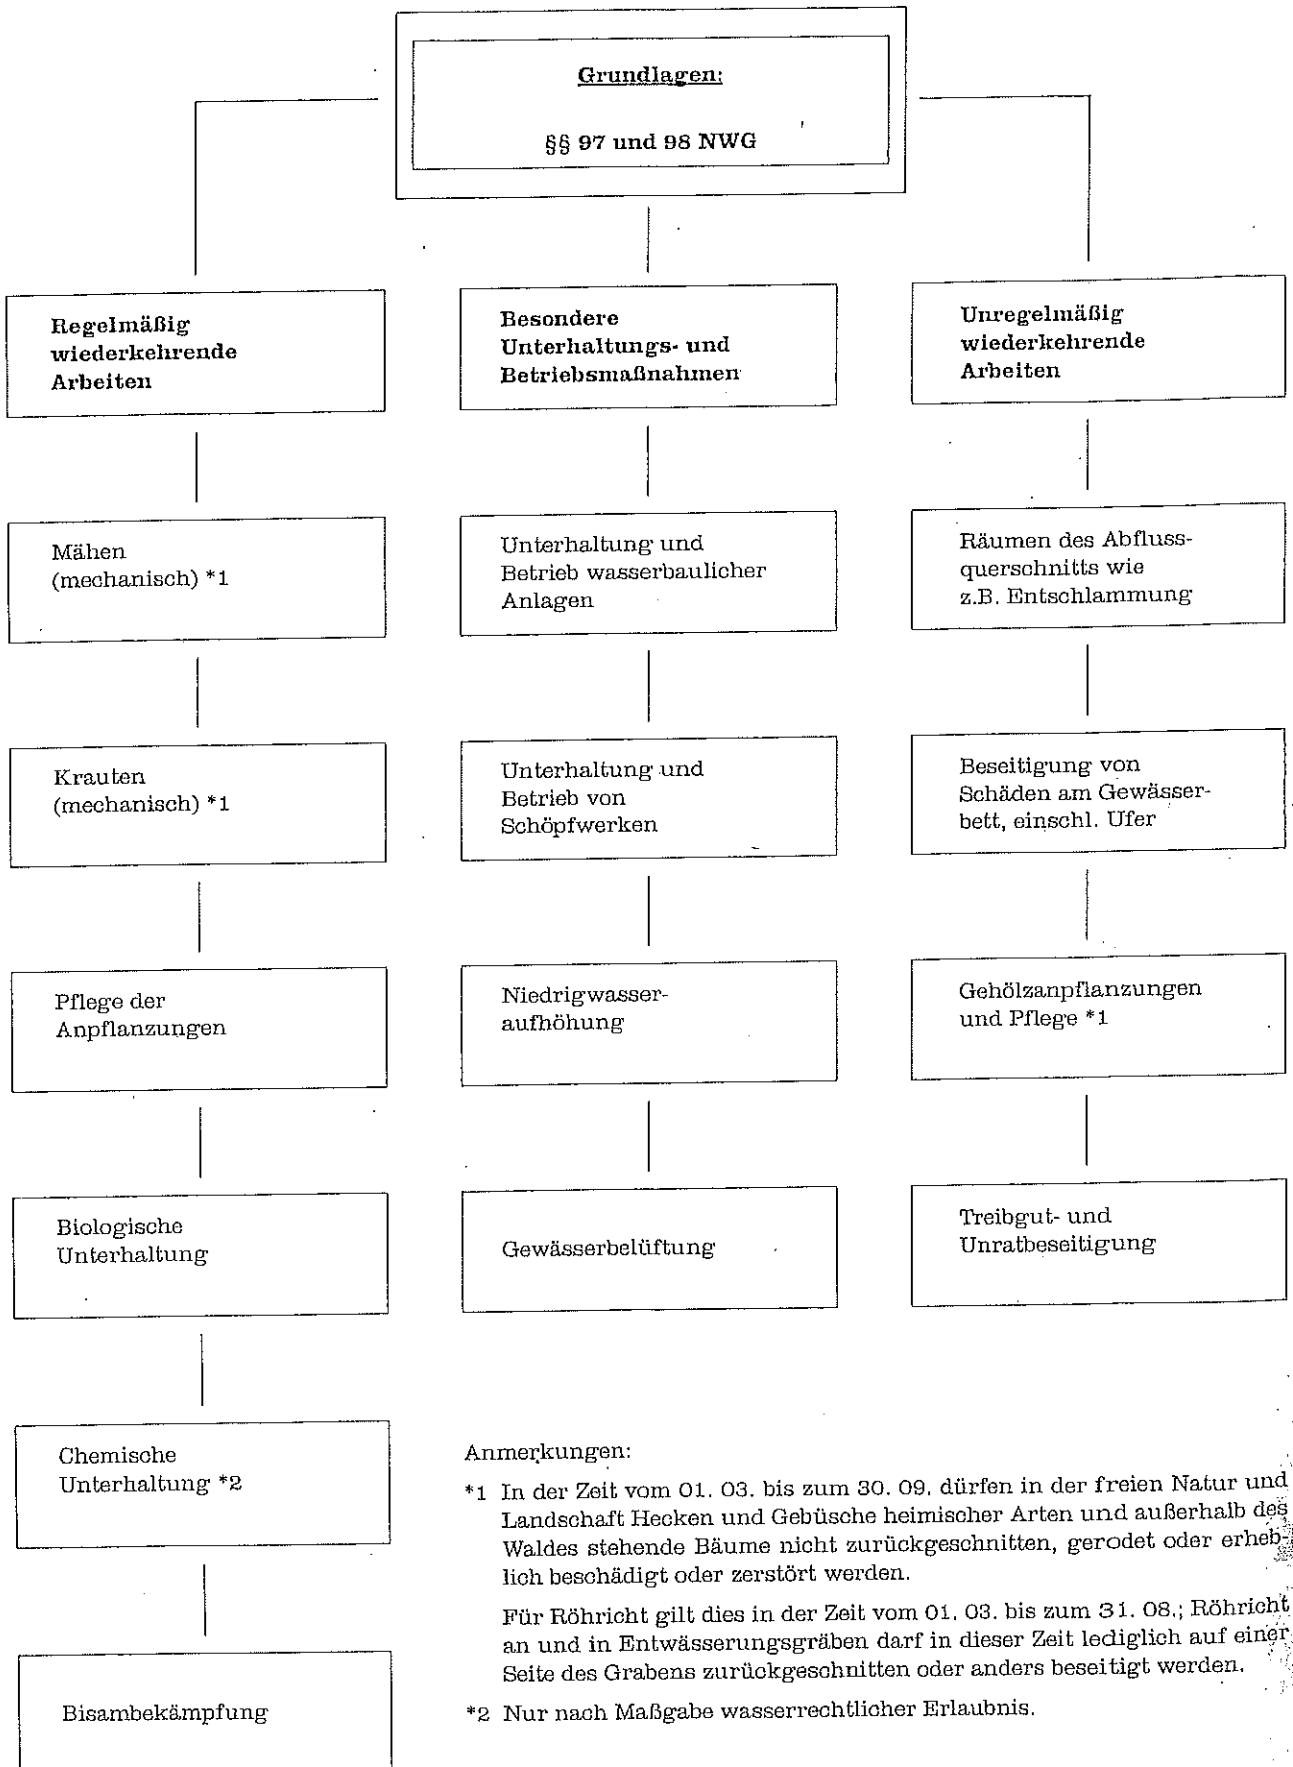 Grundlagen:
§§ 97 und 98 NWG
Regelmäßig
wiederkehrende
Arbeiten
Mähen
(mechanisch) *1
Krauten
(mechanisch) *1
Pflege der
Anpflanzungen
Biologische
Unterhaltung
Chemische
Unterhaltung *2
Bisambekämpfung
Besondere
Unterhaltungs- und
Betriebsmaßnahmen
Unterhaltung und
Betrieb wasserbaulicher
Anlagen
Unterhaltung und
Betrieb von
Schöpfwerken
Niedrigwasser-
aufhöhung
Gewässerbelüftung
Unregelmäßig
wiederkehrende
Arbeiten
Räumen des Abfluss-
querschnitts wie
z.B. Entschlammung
Beseitigung von
Schäden am Gewässer-
bett, einschl. Ufer
Gehölzanpflanzungen
und Pflege *1
Treibgut- und
Unratbeseitigung
Anmerkungen:
*1 In der Zeit vom 01. 03. bis zum 30. 09. dürfen in der freien Natur und
Landschaft Hecken und Gebüsche heimischer Arten und außerhalb des
Waldes stehende Bäume nicht zurückgeschnitten, gerodet oder erheb-
lich beschädigt oder zerstört werden.
Für Röhricht gilt dies in der Zeit vom 01. 03. bis zum 31. 08.; Röhricht
an und in Entwässerungsgräben darf in dieser Zeit lediglich auf einer
Seite des Grabens zurückgeschnitten oder anders beseitigt werden.
*2 Nur nach Maßgabe wasserrechtlicher Erlaubnis.